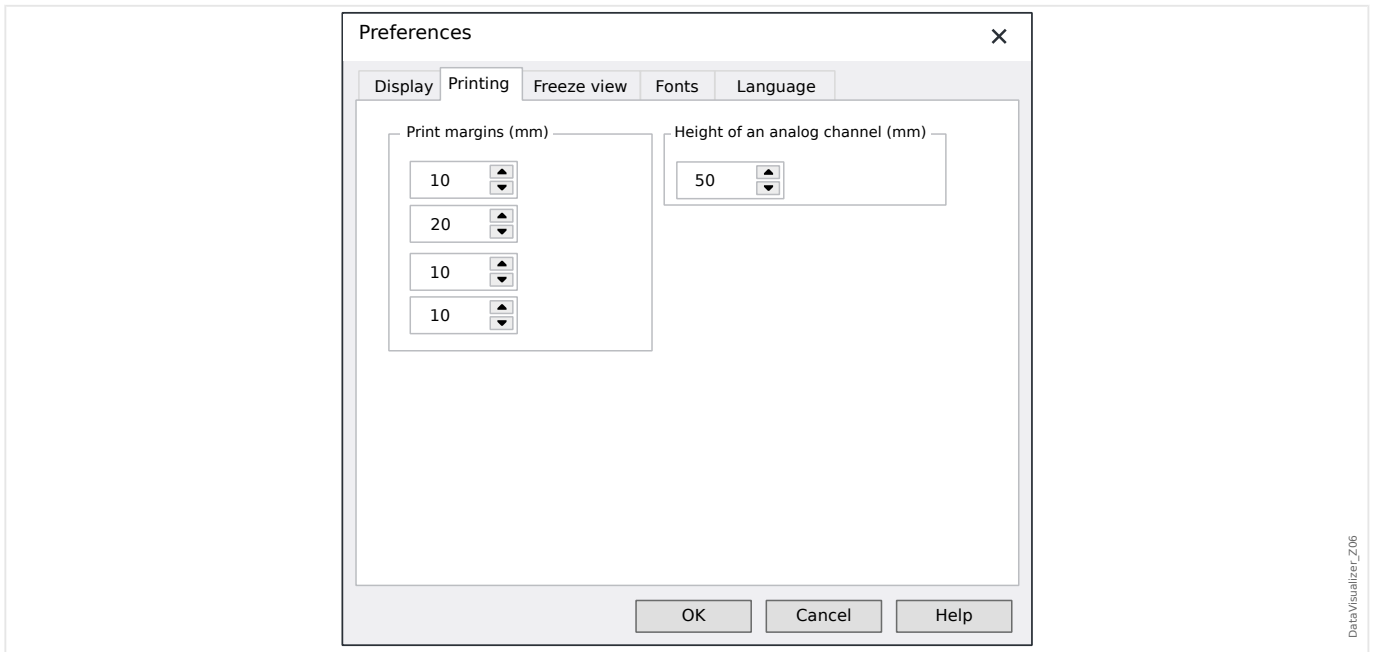 Preferences
Display Printing Freeze view Fonts Language
Print margins (mm) Height of an analog channel (mm)
10 50
20
10
10
OK Cancel Help
DataVisualizer_Z06